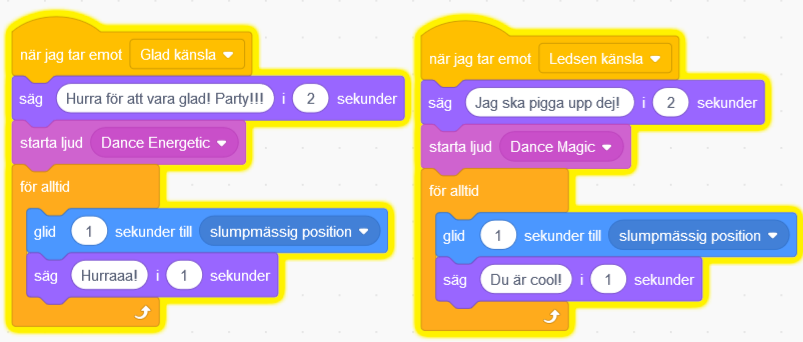 när jag tar emot Glad känsla
säg Hurra för att vara glad! Party!!! i 2 sekunder
starta ljud Dance Energetic
för alltid
glid 1 sekunder till slumpmässig position
säg Hurraaa! i 1 sekunder
när jag tar emot Ledsen känsla
säg Jag ska pigga upp dej! i 2 sekunder
starta ljud Dance Magic
för alltid
glid 1 sekunder till slumpmässig position
säg Du är cool! i 1 sekunder